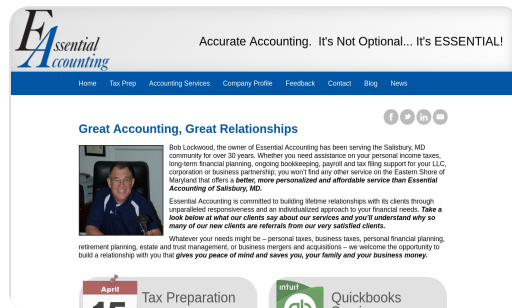 Essential
Accounting
Accurate Accounting.  It's Not Optional... It's ESSENTIAL!
Home
Tax Prep
Accounting Services
Company Profile
Feedback
Contact
Blog
News
Great Accounting, Great Relationships
Bob Lockwood, the owner of Essential Accounting has been serving the Salisbury, MD
community for over 30 years. Whether you need assistance on your personal income taxes,
long-term financial planning, ongoing bookkeeping, payroll and tax filing support for your LLC,
corporation or business partnership; you won't find any other service on the Eastern Shore of
Maryland that offers a better, more personalized and affordable service than Essential
Accounting of Salisbury, MD.
Essential Accounting is committed to building lifetime relationships with its clients through
unparalleled responsiveness and an individualized approach to your financial needs. Take a
look below at what our clients say about our services and you'll understand why so
many of our new clients are referrals from our very satisfied clients.
Whatever your needs might be – personal taxes, business taxes, personal financial planning,
retirement planning, estate and trust management, or business mergers and acquisitions – we welcome the opportunity to
build a relationship with you that gives you peace of mind and saves you, your family and your business money.
April
15
Tax Preparation
intuit
qb
Quickbooks